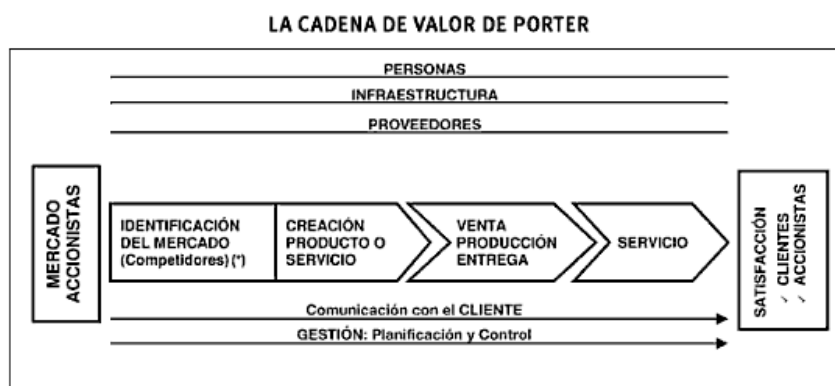 LA CADENA DE VALOR DE PORTER
PERSONAS
INFRAESTRUCTURA
PROVEEDORES
MERCADO
ACCIONISTAS
IDENTIFICACIÓN
DEL MERCADO
(Competidores) (*)
CREACIÓN
PRODUCTO O
SERVICIO
VENTA
PRODUCCIÓN
ENTREGA
SERVICIO
SATISFACCIÓN
✓ CLIENTES
✓ ACCIONISTAS
Comunicación con el CLIENTE
GESTIÓN: Planificación y Control